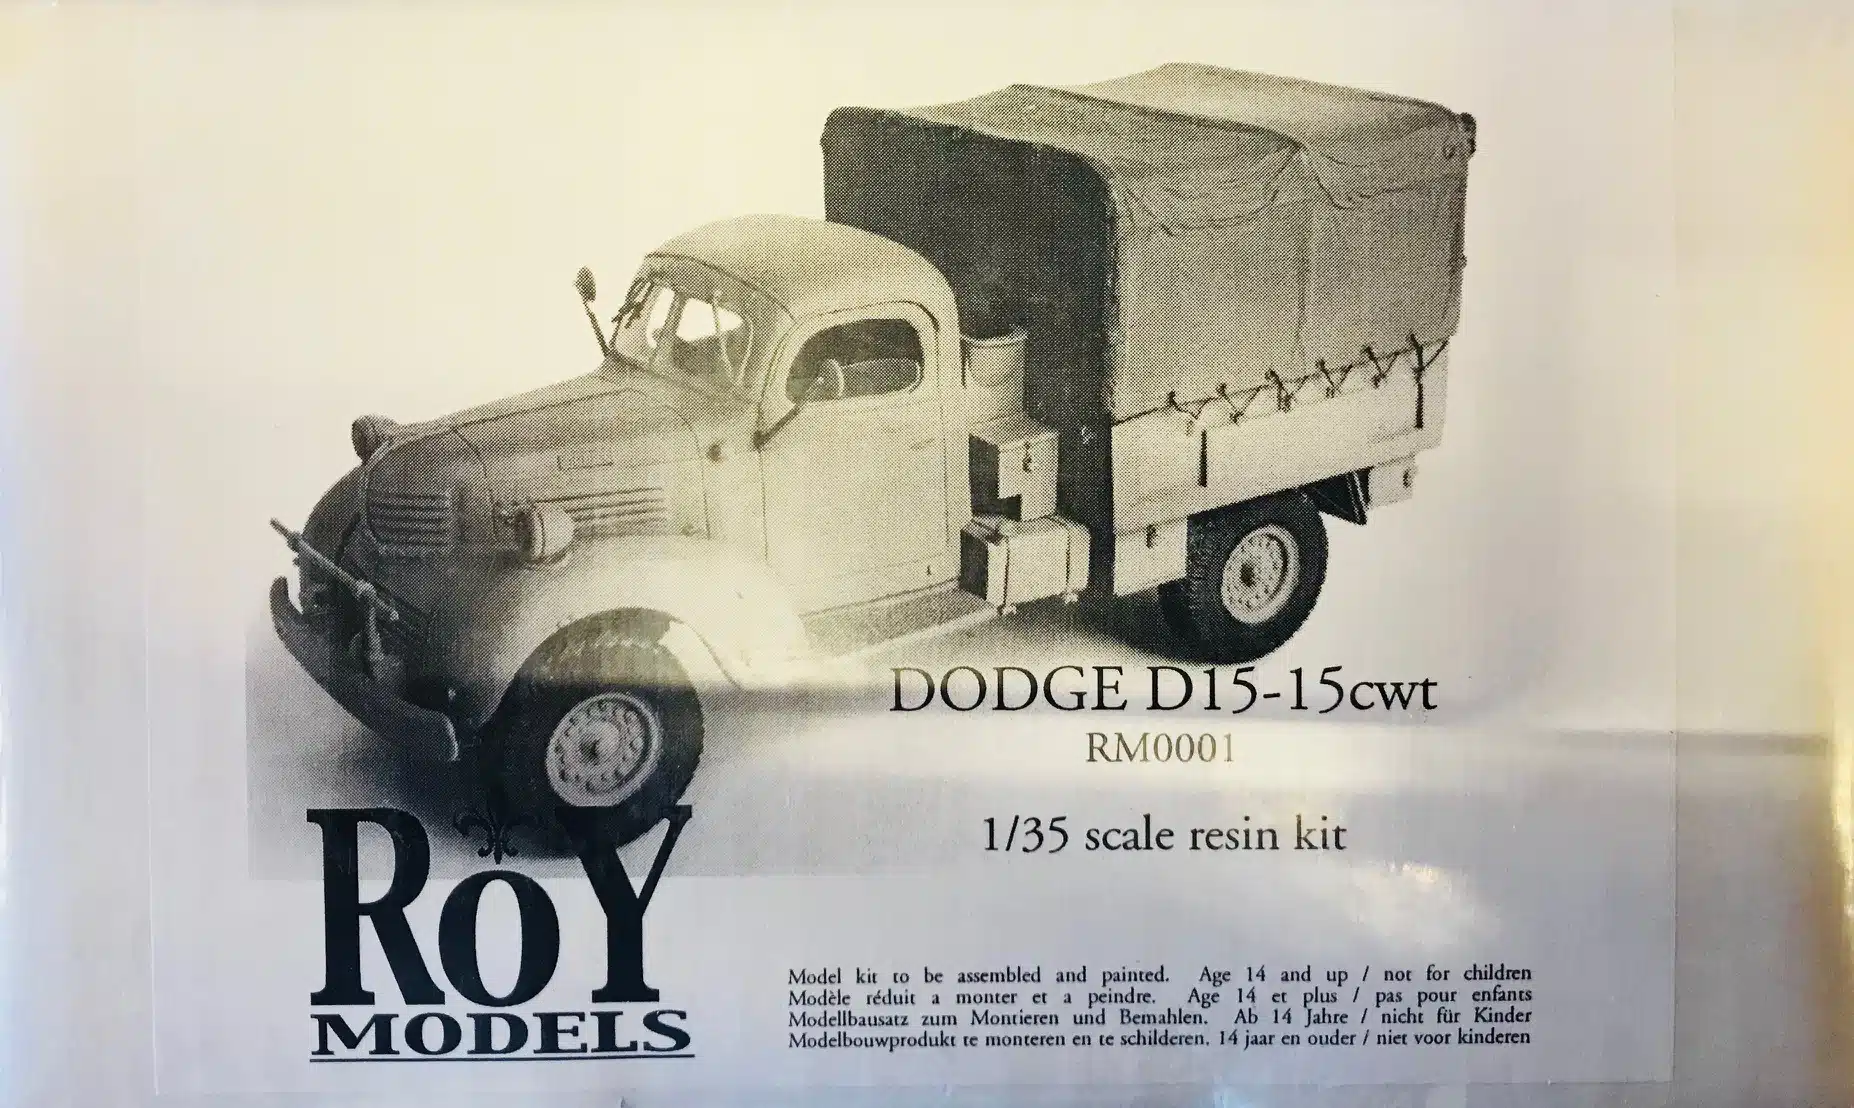 DODGE D15-15cwt
RM0001
1/35 scale resin kit
ROY
MODELS
Model kit to be assembled and painted. Age 14 and up / not for children
Modèle réduit a monter et a peindre. Age 14 et plus / pas pour enfants
Modellbausatz zum Montieren und Bemahlen. Ab 14 Jahre / nicht für Kinder
Modelbouwprodukt te monteren en te schilderen. 14 jaar en ouder / niet voor kinderen